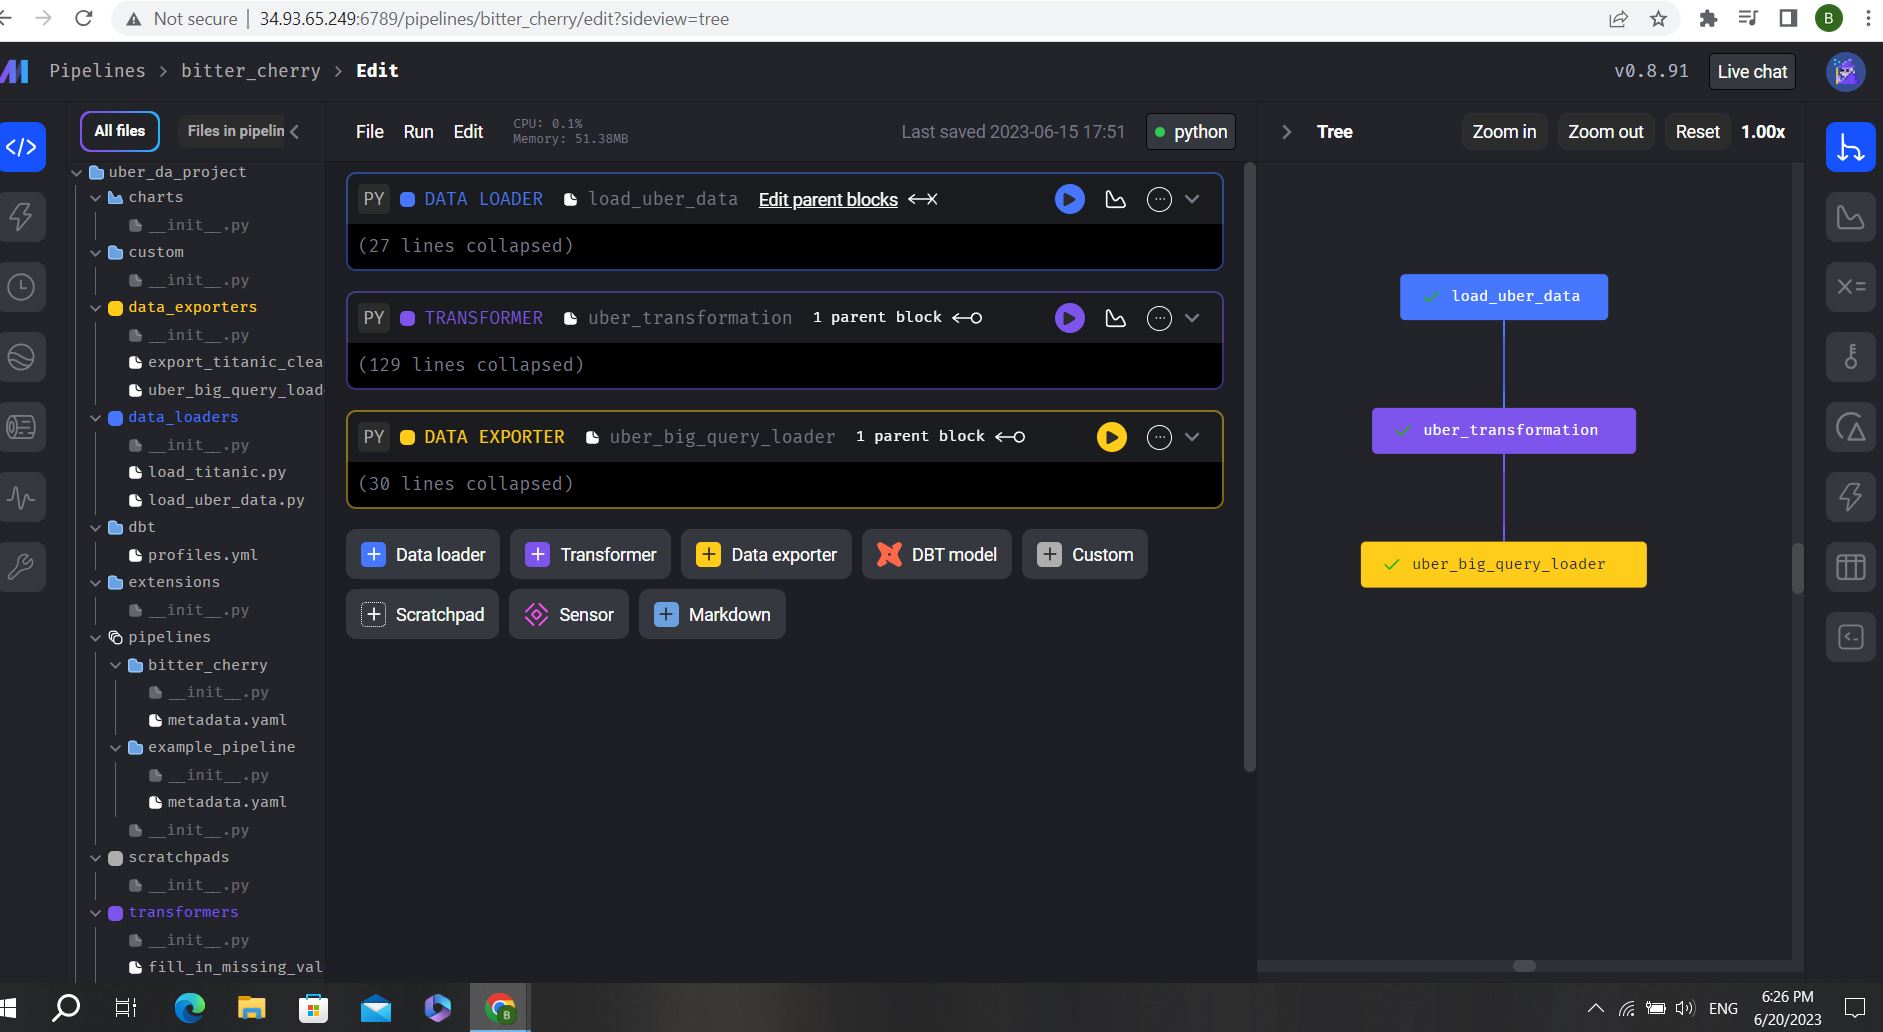 Not secure | 34.93.65.249:6789/pipelines/bitter_cherry/edit?sideview=tree
B
Pipelines > bitter_cherry > Edit
v0.8.91
Live chat
All files
Files in pipelin
File Run Edit
CPU: 0.1%
Memory: 51.38MB
Last saved 2023-06-15 17:51
python
Tree
Zoom in
Zoom out
Reset
1.00x
uber_da_project
charts
__init__.py
custom
__init__.py
data_exporters
__init__.py
export_titanic_clea
uber_big_query_load
data_loaders
__init__.py
load_titanic.py
load_uber_data.py
dbt
profiles.yml
extensions
__init__.py
pipelines
bitter_cherry
__init__.py
metadata.yaml
example_pipeline
__init__.py
metadata.yaml
__init__.py
scratchpads
__init__.py
transformers
__init__.py
fill_in_missing_val
PY DATA LOADER load_uber_data Edit parent blocks
(27 lines collapsed)
PY TRANSFORMER uber_transformation 1 parent block
(129 lines collapsed)
PY DATA EXPORTER uber_big_query_loader 1 parent block
(30 lines collapsed)
Data loader
Transformer
Data exporter
DBT model
Custom
Scratchpad
Sensor
Markdown
load_uber_data
uber_transformation
uber_big_query_loader
B
ENG
6:26 PM
6/20/2023